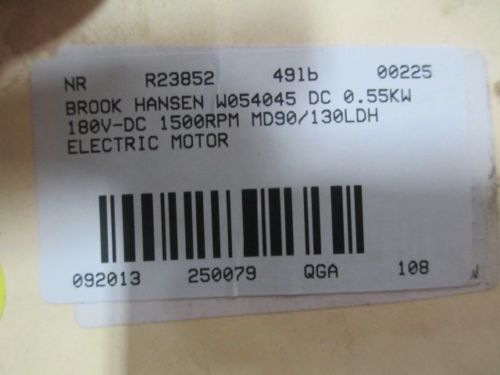 NR R23852 49lb 00225
BROOK HANSEN W054045 DC 0.55KW
180V-DC 1500RPM MD90/130LDH
ELECTRIC MOTOR
092013 250079 QGA 108